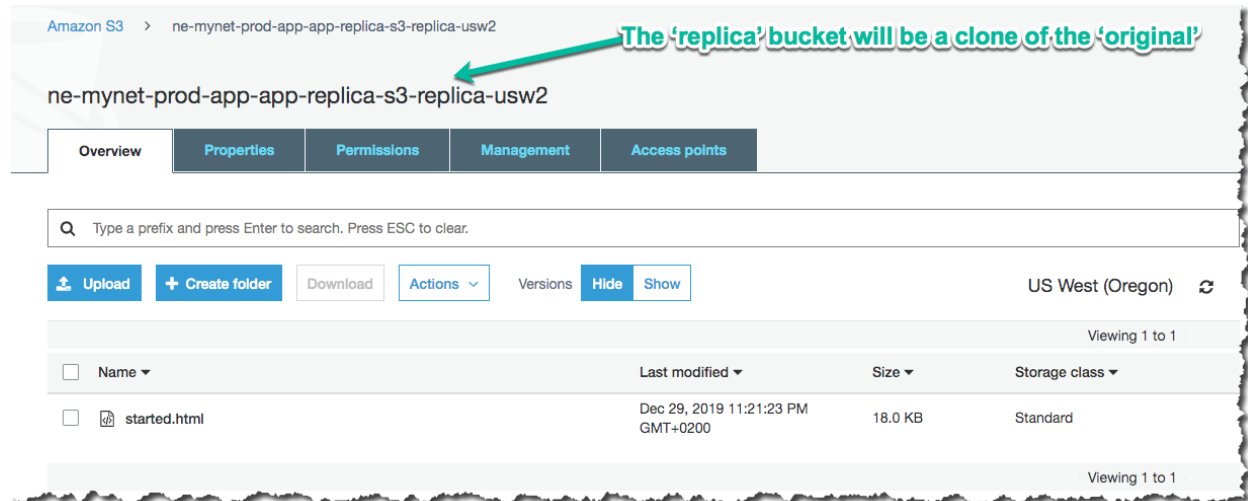 Amazon S3 > ne-mynet-prod-app-app-replica-s3-replica-usw2
The ‘replica’ bucket will be a clone of the ‘original’
ne-mynet-prod-app-app-replica-s3-replica-usw2
Overview Properties Permissions Management Access points
Type a prefix and press Enter to search. Press ESC to clear.
Upload + Create folder Download Actions Versions Hide Show US West (Oregon)
Viewing 1 to 1
Name Last modified Size Storage class
started.html Dec 29, 2019 11:21:23 PM 18.0 KB Standard
GMT+0200
Viewing 1 to 1